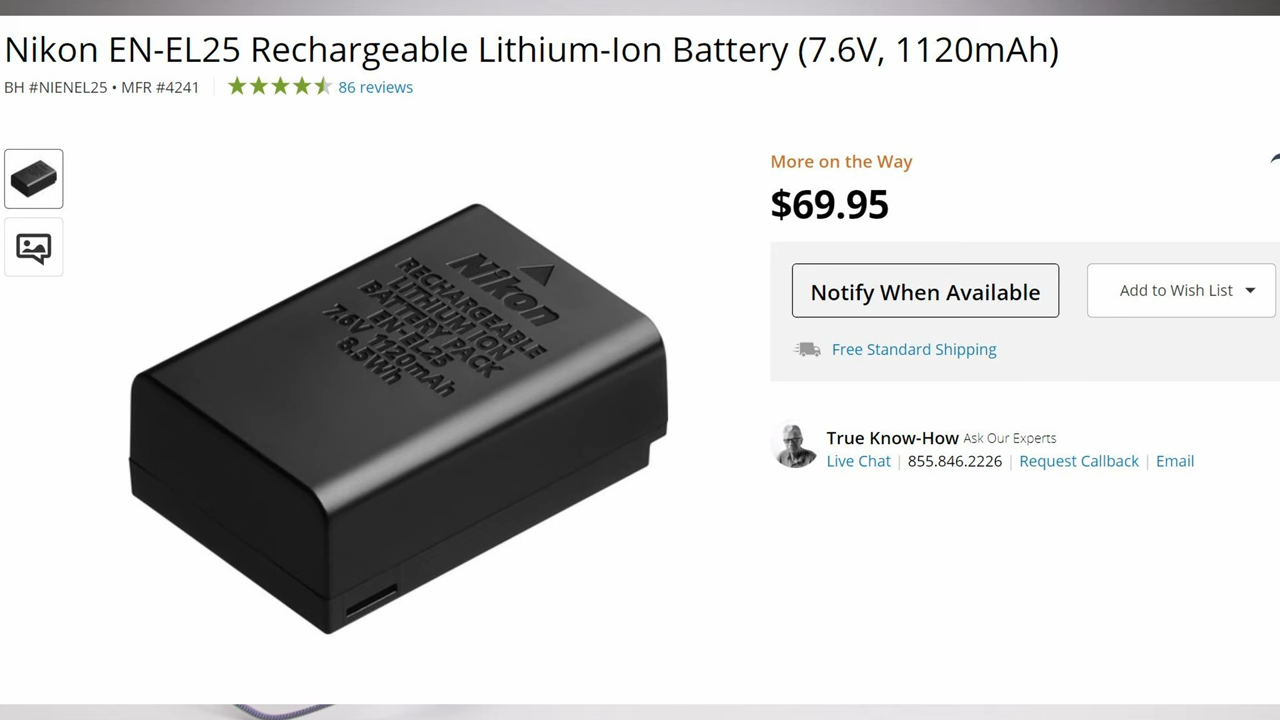 Nikon EN-EL25 Rechargeable Lithium-Ion Battery (7.6V, 1120mAh)
BH #NIENEL25 • MFR #4241 86 reviews
More on the Way
$69.95
Notify When Available
Add to Wish List
Free Standard Shipping
True Know-How Ask Our Experts
Live Chat | 855.846.2226 | Request Callback | Email
Nikon
RECHARGEABLE
LITHIUM ION
BATTERY PACK
EN-EL25
7.6V 1120mAh
8.5Wh